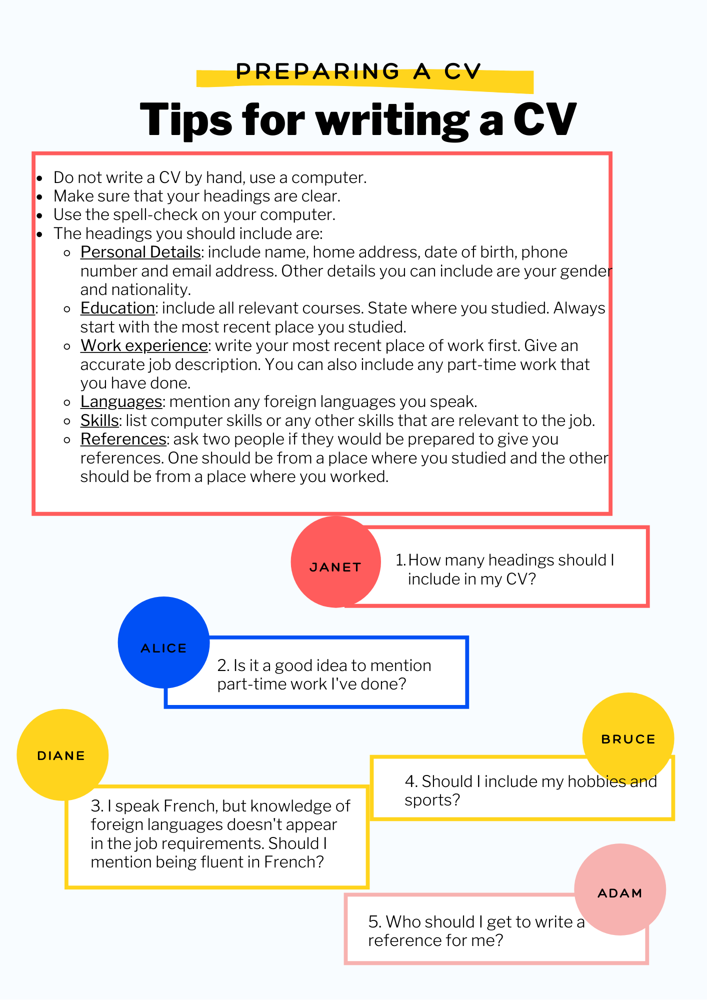 PREPARING A CV
Tips for writing a CV
• Do not write a CV by hand, use a computer.
• Make sure that your headings are clear.
• Use the spell-check on your computer.
• The headings you should include are:
◦ Personal Details: include name, home address, date of birth, phone
number and email address. Other details you can include are your gender
and nationality.
◦ Education: include all relevant courses. State where you studied. Always
start with the most recent place you studied.
◦ Work experience: write your most recent place of work first. Give an
accurate job description. You can also include any part-time work that
you have done.
◦ Languages: mention any foreign languages you speak.
◦ Skills: list computer skills or any other skills that are relevant to the job.
◦ References: ask two people if they would be prepared to give you
references. One should be from a place where you studied and the other
should be from a place where you worked.
JANET
1. How many headings should I
include in my CV?
ALICE
2. Is it a good idea to mention
part-time work I've done?
DIANE
3. I speak French, but knowledge of
foreign languages doesn't appear
in the job requirements. Should I
mention being fluent in French?
BRUCE
4. Should I include my hobbies and
sports?
ADAM
5. Who should I get to write a
reference for me?